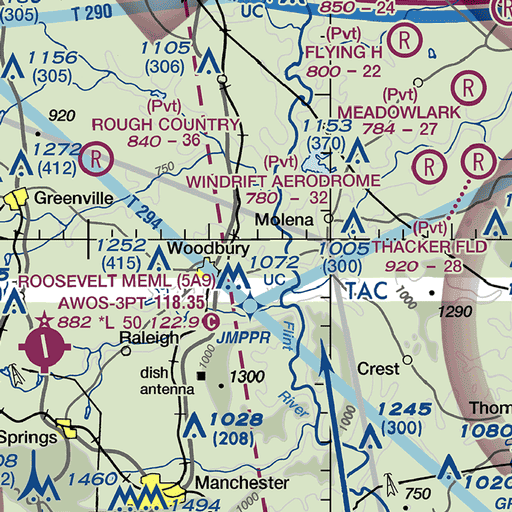 (305)
T 290
UC
850 - 24
(Pvt)
FLYING H
800 - 22
R
1105
(306)
1156
(305)
R
(Pvt)
MEADOWLARK
784 - 27
(Pvt)
ROUGH COUNTRY
840 - 36
920
1153
(370)
1272
(412)
R
750
(Pvt)
WINDRIFT AERODROME
780 - 32
R
R
Greenville
T 294
Molena
(Pvt)
THACKER FLD
920 - 28
1252
(415)
Woodbury
1005
(300)
1072
UC
ROOSEVELT MEML (5A9)
AWOS-3PT 118.35
882 *L 50 122.9 C
TAC
1000
1290
JMPPR
Flint
River
Raleigh
1000
dish
antenna
1300
Crest
1000
1028
(208)
1245
(300)
Thom
1080
Springs
1460
Manchester
1494
1000
750
1020